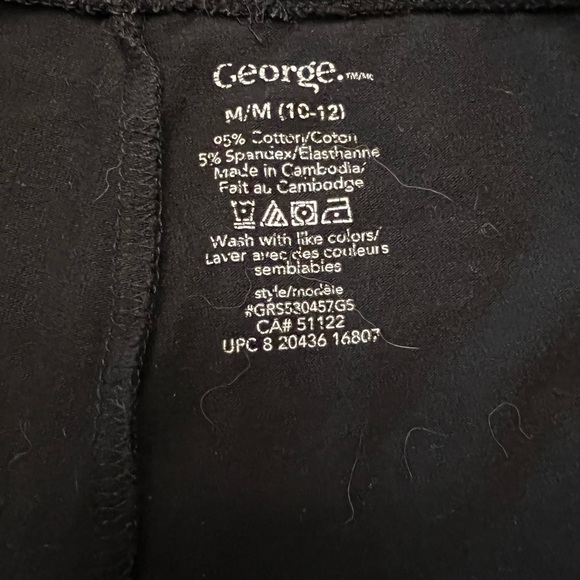 George.™/MC
M/M (10-12)
95% Cotton/Coton
5% Spandex/Élasthanne
Made in Cambodia/
Fait au Cambodge
Wash with like colors/
Laver avec des couleurs
semblables
style/modèle
#GRS530457GS
CA# 51122
UPC 8 20436 16807